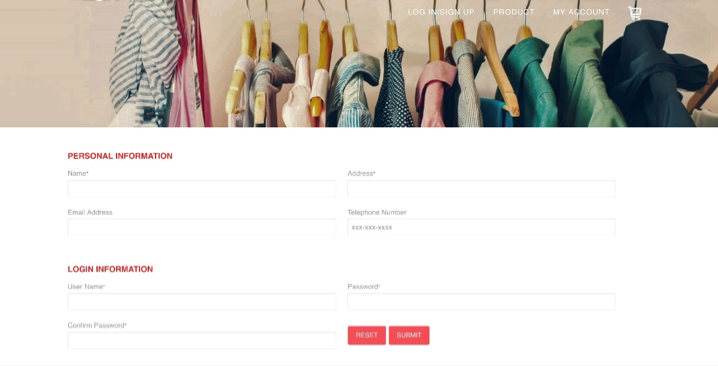 LOG IN/SIGN UP PRODUCT MY ACCOUNT
PERSONAL INFORMATION
Name* Address*
Email Address Telephone Number
xxx-xxx-xxxx
LOGIN INFORMATION
User Name* Password*
Confirm Password*
RESET SUBMIT